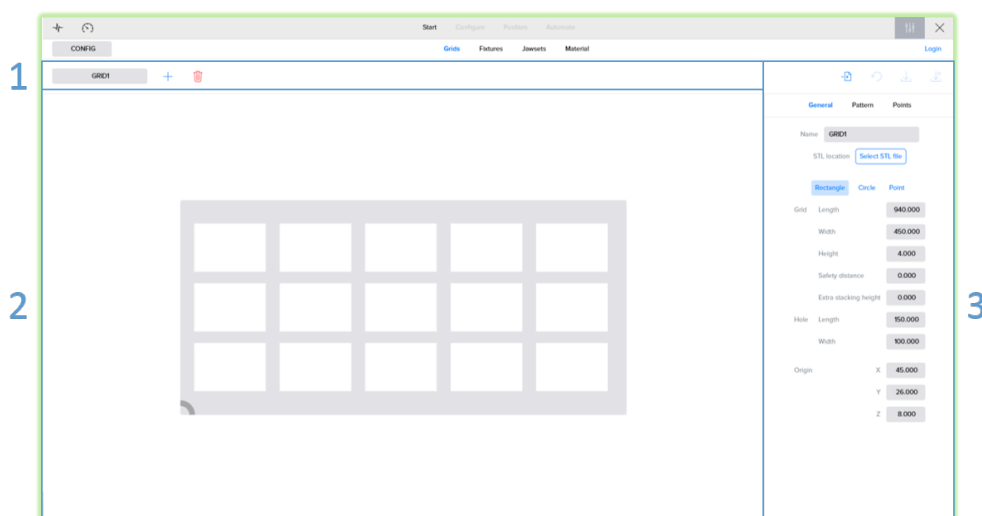 Start Configure Position Automate
CONFIG Grids Fixtures Jawsets Material Login
1 GRID1
General Pattern Points
Name GRID1
STL location Select STL file
Rectangle Circle Point
Grid Length 940.000
Width 450.000
Height 4.000
Safety distance 0.000
2 Extra stacking height 0.000 3
Hole Length 150.000
Width 100.000
Origin X 45.000
Y 26.000
Z 8.000